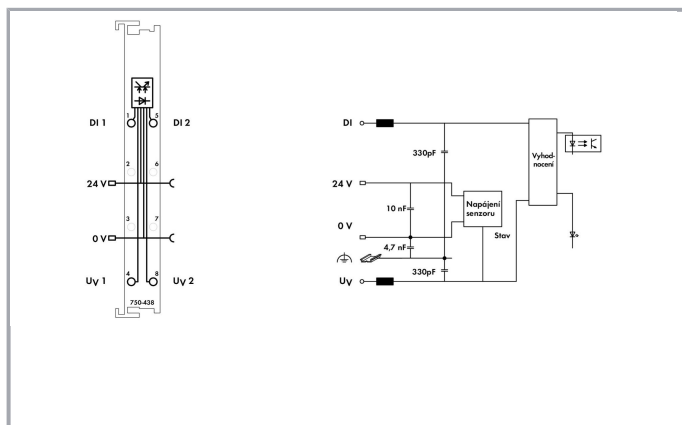 1 5
DI 1 DI 2
2 6
24 V
3 7
0 V
4 8
UV 1 UV 2
750-438
DI
330pF
Vyhod-
nocení
24 V
Napájení
senzoru
10 nF
0 V
Stav
4,7 nF
330pF
UV